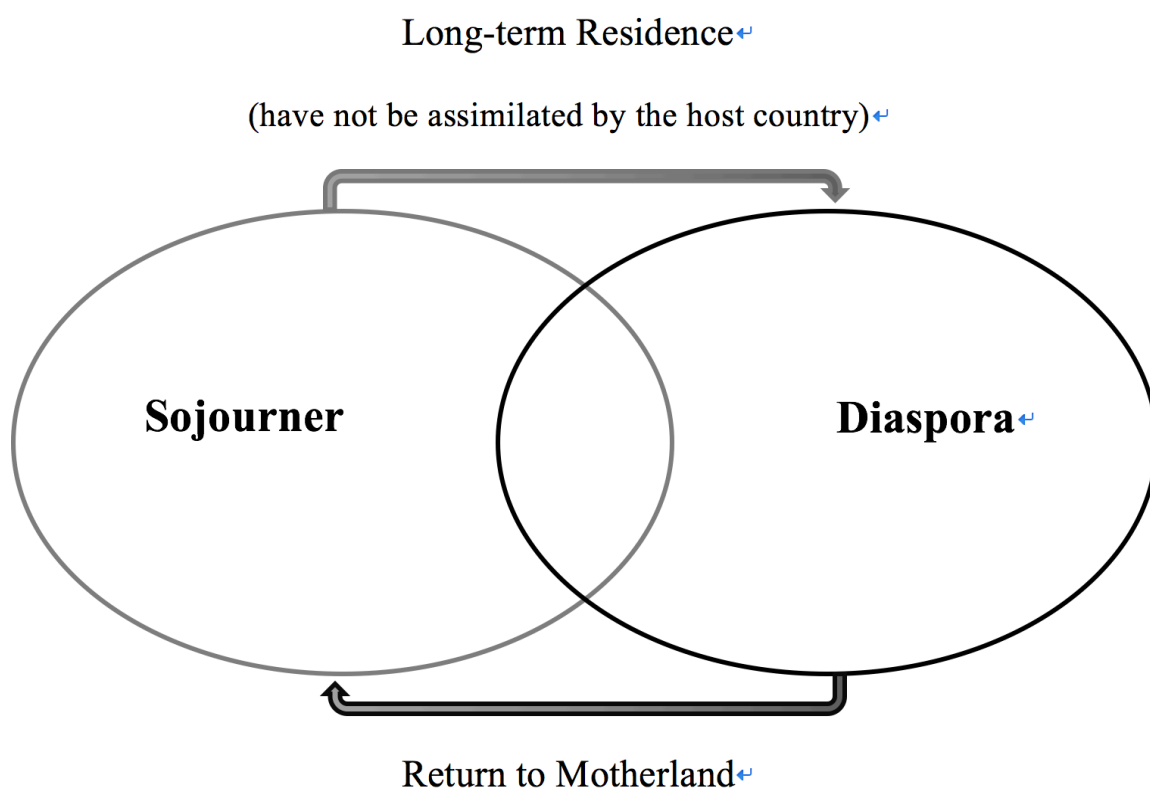 Long-term Residence
(have not be assimilated by the host country)
Sojourner
Diaspora
Return to Motherland